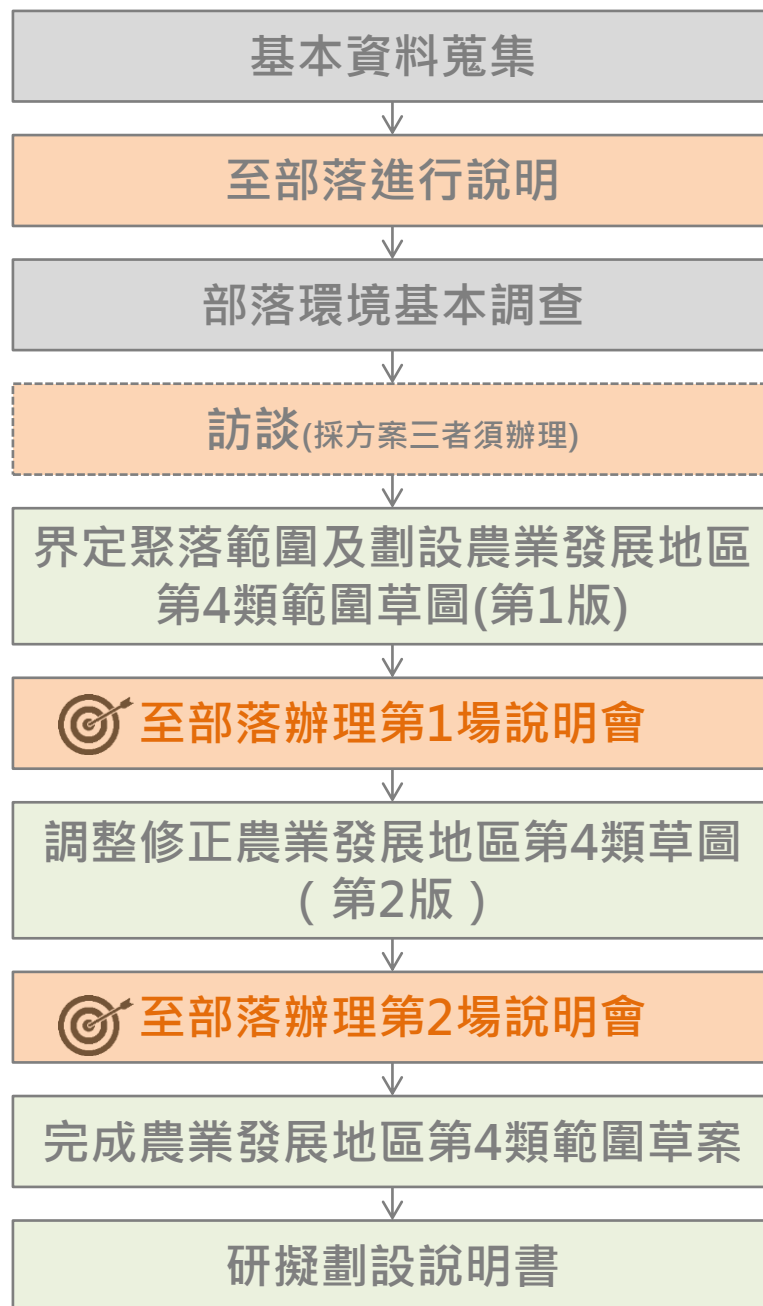 基本資料蒐集
至部落進行說明
部落環境基本調查
訪談(採方案三者須辦理)
界定聚落範圍及劃設農業發展地區
第4類範圍草圖(第1版)
至部落辦理第1場說明會
調整修正農業發展地區第4類草圖
（第2版）
至部落辦理第2場說明會
完成農業發展地區第4類範圍草案
研擬劃設說明書